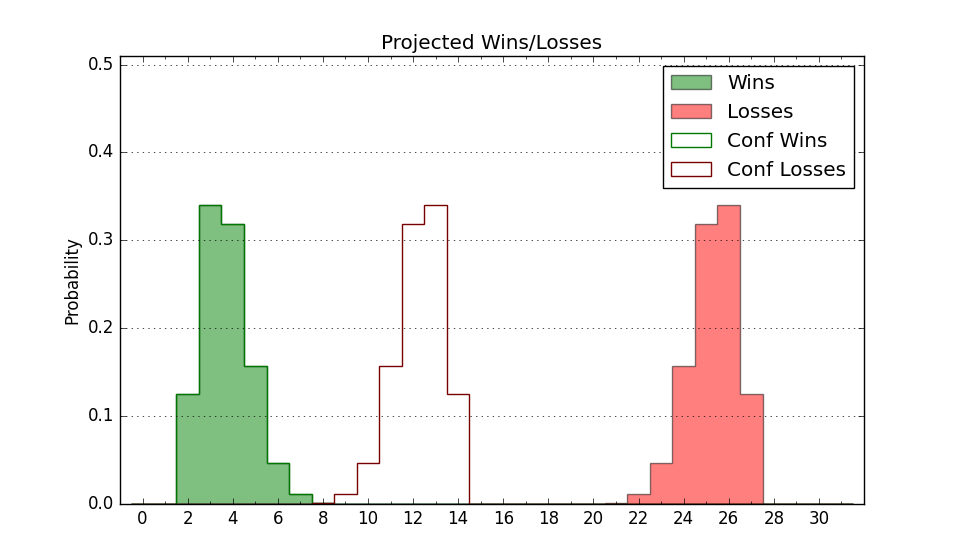 Projected Wins/Losses
0.5
Wins
Losses
0.4
Conf Wins
Conf Losses
0.3
Probability
0.2
0.1
0.0
0 2 4 6 8 10 12 14 16 18 20 22 24 26 28 30